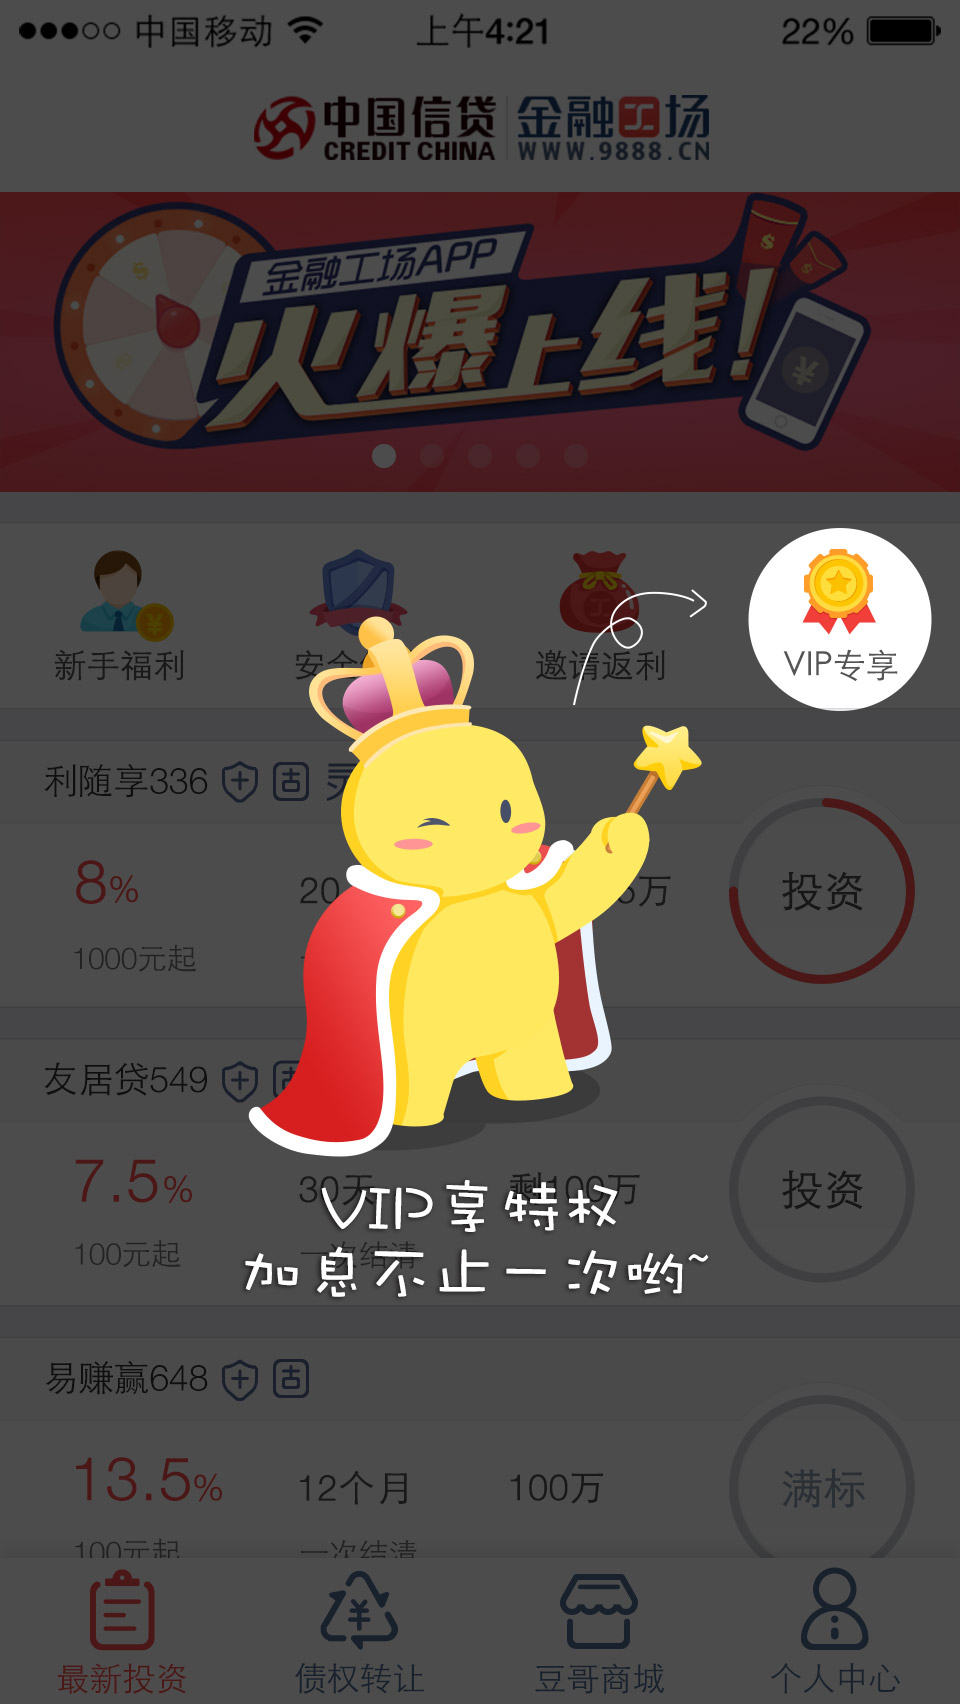 中国移动 上午4:21 22%
中国信贷 金融工场
CREDIT CHINA WWW.9888.CN
金融工场APP
火爆上线!
新手福利 邀请返利 VIP专享
利随享336 固
8% 20 5万 投资
1000元起
友居贷549
7.5% 30天 剩100万 投资
100元起 一次结清
VIP享特权
加息不止一次哟~
易赚赢648 固
13.5% 12个月 100万 满标
100元起 一次结清
最新投资 债权转让 豆哥商城 个人中心